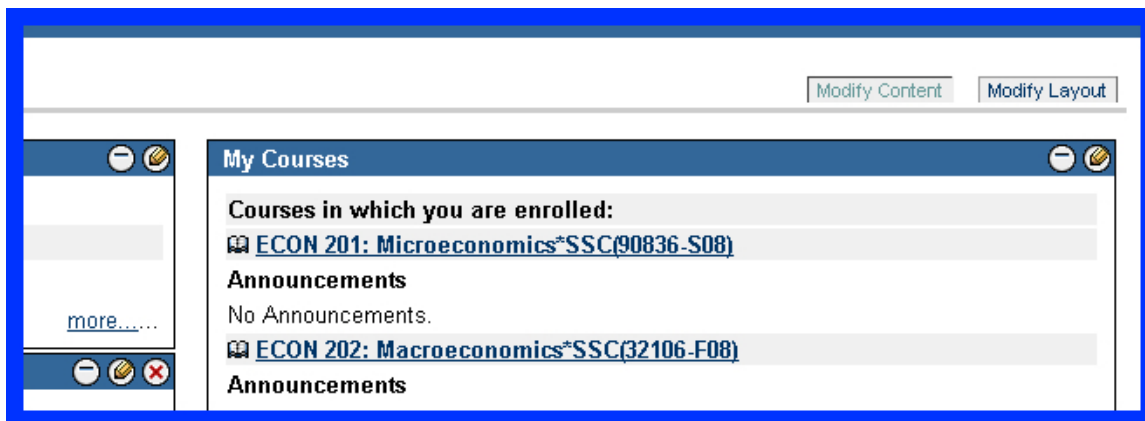 Modify Content Modify Layout
My Courses
Courses in which you are enrolled:
ECON 201: Microeconomics*SSC(90836-S08)
Announcements
No Announcements.
more......
ECON 202: Macroeconomics*SSC(32106-F08)
Announcements